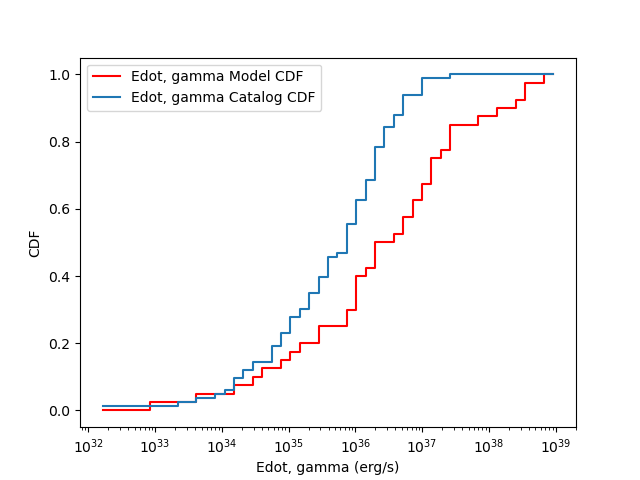 Edot, gamma Model CDF
Edot, gamma Catalog CDF
1.0
0.8
0.6
0.4
0.2
0.0
CDF
10^32 10^33 10^34 10^35 10^36 10^37 10^38 10^39
Edot, gamma (erg/s)